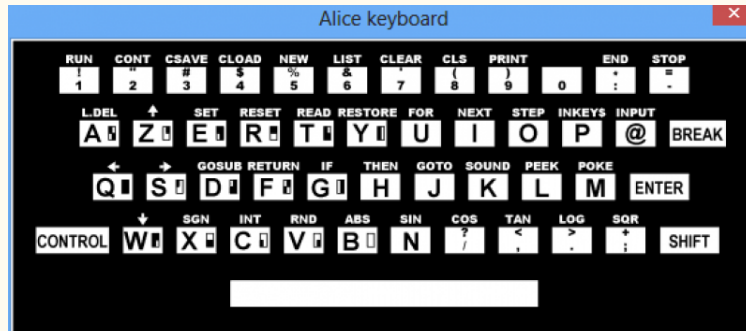 Alice keyboard
RUN CONT CSAVE CLOAD NEW LIST CLEAR CLS PRINT END STOP
! " # $ % & ' ( ) * =
1 2 3 4 5 6 7 8 9 0 : -
L.DEL ↑ SET RESET READ RESTORE FOR NEXT STEP INKEY$ INPUT
A Z E R T Y U I O P @ BREAK
← → GOSUB RETURN IF THEN GOTO SOUND PEEK POKE
Q S D F G H J K L M ENTER
↓ SGN INT RND ABS SIN COS TAN LOG SQR
? < > +
CONTROL W X C V B N / , . ; SHIFT